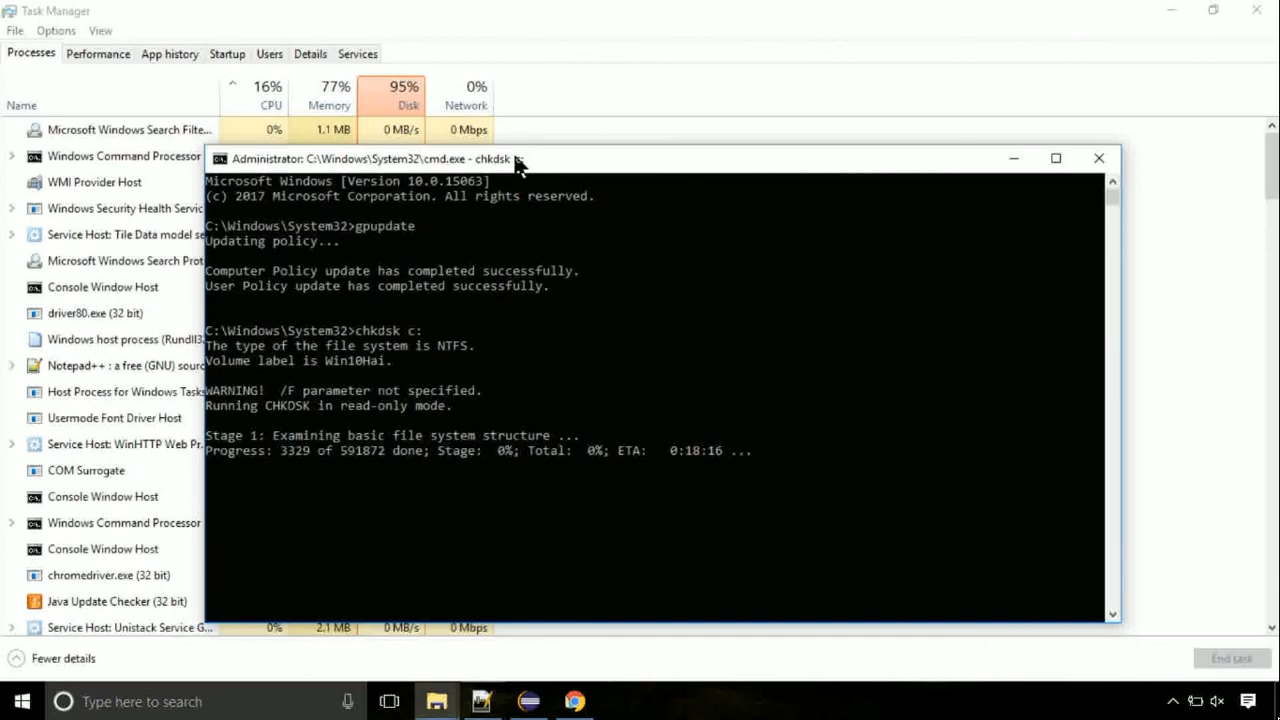 Task Manager
File Options View
Processes Performance App history Startup Users Details Services
16% 77% 95% 0%
Name CPU Memory Disk Network
Microsoft Windows Search Filte... 0% 1.1 MB 0 MB/s 0 Mbps
Windows Command Processor
WMI Provider Host
Windows Security Health Servic
Service Host: Tile Data model se
Microsoft Windows Search Prot
Console Window Host
driver80.exe (32 bit)
Windows host process (Rundll3
Notepad++ : a free (GNU) sourc
Host Process for Windows Task
Usermode Font Driver Host
Service Host: WinHTTP Web Pr
COM Surrogate
Console Window Host
Windows Command Processor
Console Window Host
chromedriver.exe (32 bit)
Java Update Checker (32 bit)
Service Host: Unistack Service G... 0% 2.1 MB 0 MB/s 0 Mbps
Administrator: C:\Windows\System32\cmd.exe - chkdsk
Microsoft Windows [Version 10.0.15063]
(c) 2017 Microsoft Corporation. All rights reserved.
C:\Windows\System32>gpupdate
Updating policy...
Computer Policy update has completed successfully.
User Policy update has completed successfully.
C:\Windows\System32>chkdsk c:
The type of the file system is NTFS.
Volume label is Win10Hai.
WARNING! /F parameter not specified.
Running CHKDSK in read-only mode.
Stage 1: Examining basic file system structure ...
Progress: 3329 of 591872 done; Stage: 0%; Total: 0%; ETA: 0:18:16 ...
Fewer details
End task
Type here to search